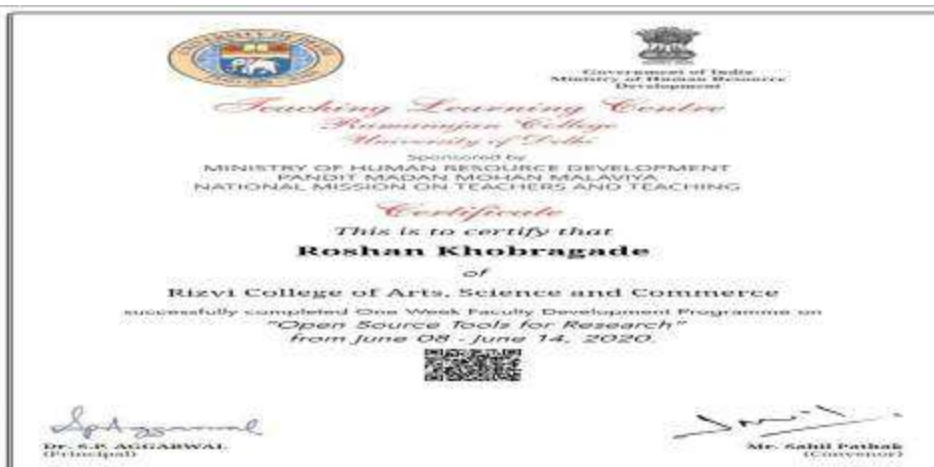 UNIVERSITY OF DELHI
Government of India
Ministry of Human Resource
Development
Teaching Learning Centre
Ramanujan College
University of Delhi
Sponsored by
MINISTRY OF HUMAN RESOURCE DEVELOPMENT
PANDIT MADAN MOHAN MALAVIYA
NATIONAL MISSION ON TEACHERS AND TEACHING
Certificate
This is to certify that
Roshan Khobragade
of
Rizvi College of Arts, Science and Commerce
successfully completed One Week Faculty Development Programme on
"Open Source Tools for Research"
from June 08 - June 14, 2020.
Dr. S.P. AGGARWAL
(Principal)
Mr. Sahil Pathak
(Convenor)